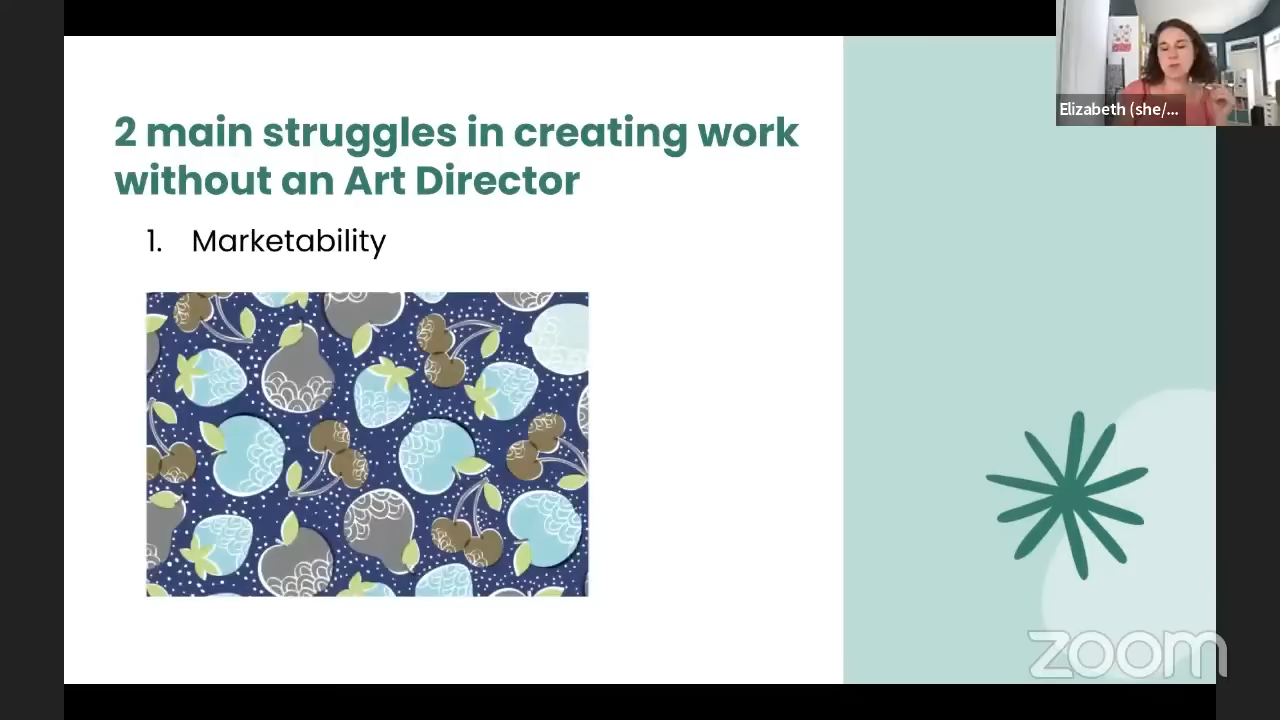 2 main struggles in creating work
without an Art Director
1. Marketability
Elizabeth (she/...
zoom